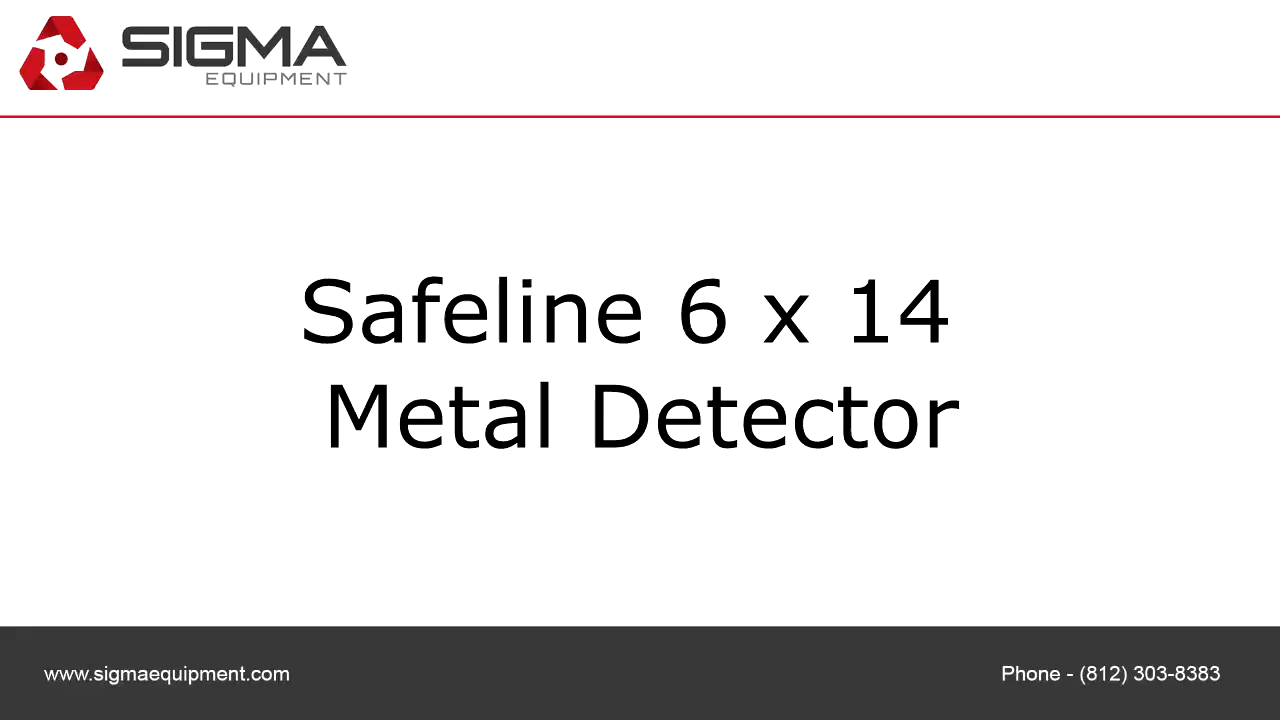 SIGMA
EQUIPMENT
Safeline 6 x 14
Metal Detector
www.sigmaequipment.com
Phone - (812) 303-8383